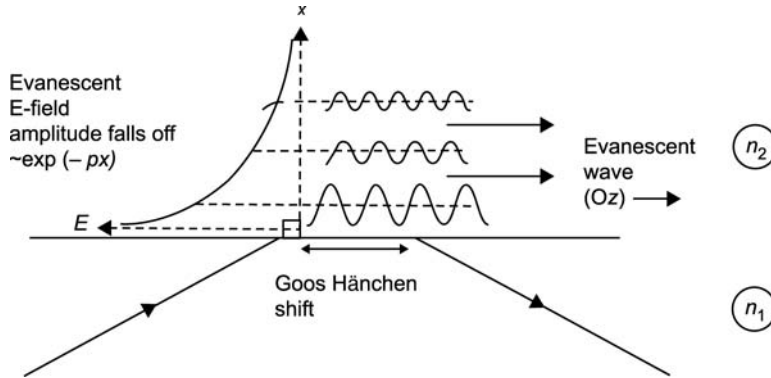 x
Evanescent
E-field
amplitude falls off
~exp (– px)
E
Evanescent
wave
(Oz)
n2
Goos Hänchen
shift
n1